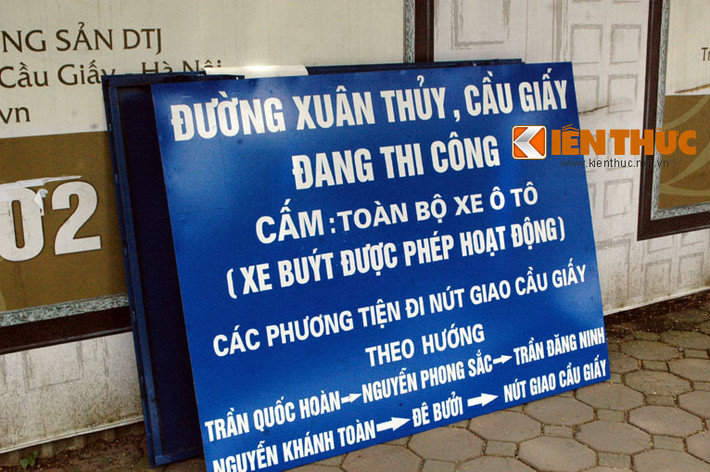 NG SẢN DTJ
Cầu Giấy - Hà Nội
vn
02
ĐƯỜNG XUÂN THỦY, CẦU GIẤY
ĐANG THI CÔNG
CẤM: TOÀN BỘ XE Ô TÔ
(XE BUÝT ĐƯỢC PHÉP HOẠT ĐỘNG)
CÁC PHƯƠNG TIỆN ĐI NÚT GIAO CẦU GIẤY
THEO HƯỚNG
TRẦN QUỐC HOÀN→NGUYỄN PHONG SẮC→TRẦN ĐĂNG NINH
NGUYỄN KHÁNH TOÀN→ĐÊ BƯỞI→NÚT GIAO CẦU GIẤY
KIẾN THỨC
www.kienthuc.net.vn